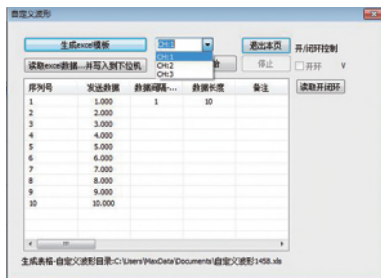 自定义波形
生成excel模板
CH:1
退出本页
开/闭环控制
CH:1
CH:2
CH:3
读取excel数据...并写入到下位机
停止
开环 V
序列号 发送数据 数据间隔-... 数据长度 备注
读取开闭环
1 1.000 1 10
2 2.000
3 3.000
4 4.000
5 5.000
6 6.000
7 7.000
8 8.000
9 9.000
10 10.000
生成表格-自定义波形目录:C:\Users\MaxData\Documents\自定义波形1458.xls